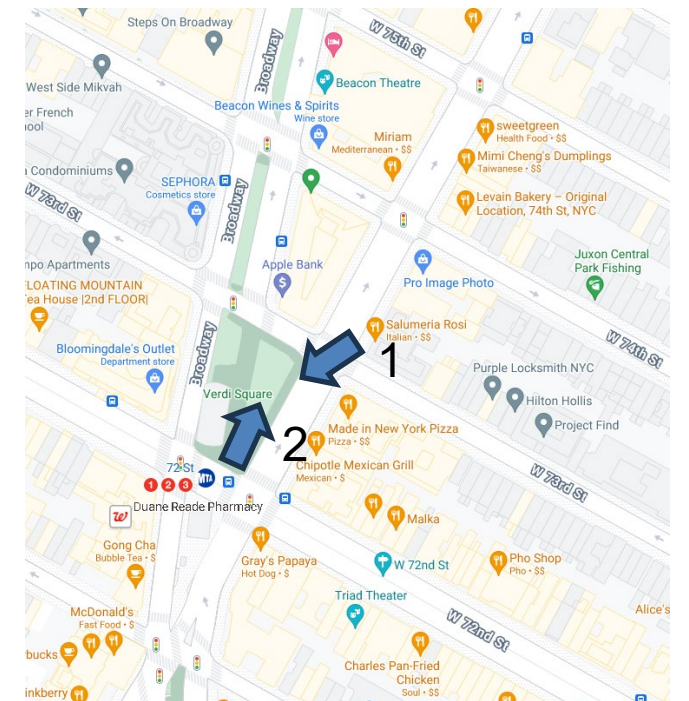 Steps On Broadway
Broadway
W 75th St
West Side Mikvah
Beacon Theatre
er French
ool
Beacon Wines & Spirits
Wine store
Miriam
Mediterranean • $$
sweetgreen
Health Food • $$
Mimi Cheng's Dumplings
Taiwanese • $$
a Condominiums
SEPHORA
Cosmetics store
W 73rd St
Broadway
Levain Bakery – Original
Location, 74th St, NYC
npo Apartments
Apple Bank
$
Pro Image Photo
Juxon Central
Park Fishing
FLOATING MOUNTAIN
Tea House |2nd FLOOR|
Salumeria Rosi
Italian • $$
W 74th St
Broadway
1
Bloomingdale's Outlet
Department store
Purple Locksmith NYC
Hilton Hollis
Verdi Square
Project Find
Made in New York Pizza
Pizza • $$
2
72 St
1 2 3
MTA
Chipotle Mexican Grill
Mexican • $
W 73rd St
W
Duane Reade Pharmacy
Malka
Gong Cha
Bubble Tea • $
Gray's Papaya
Hot Dog • $
W 72nd St
Pho Shop
Pho • $$
Triad Theater
McDonald's
Fast Food • $
Alice's
W 72nd St
rbucks
Charles Pan-Fried
Chicken
Soul • $$
inkberry